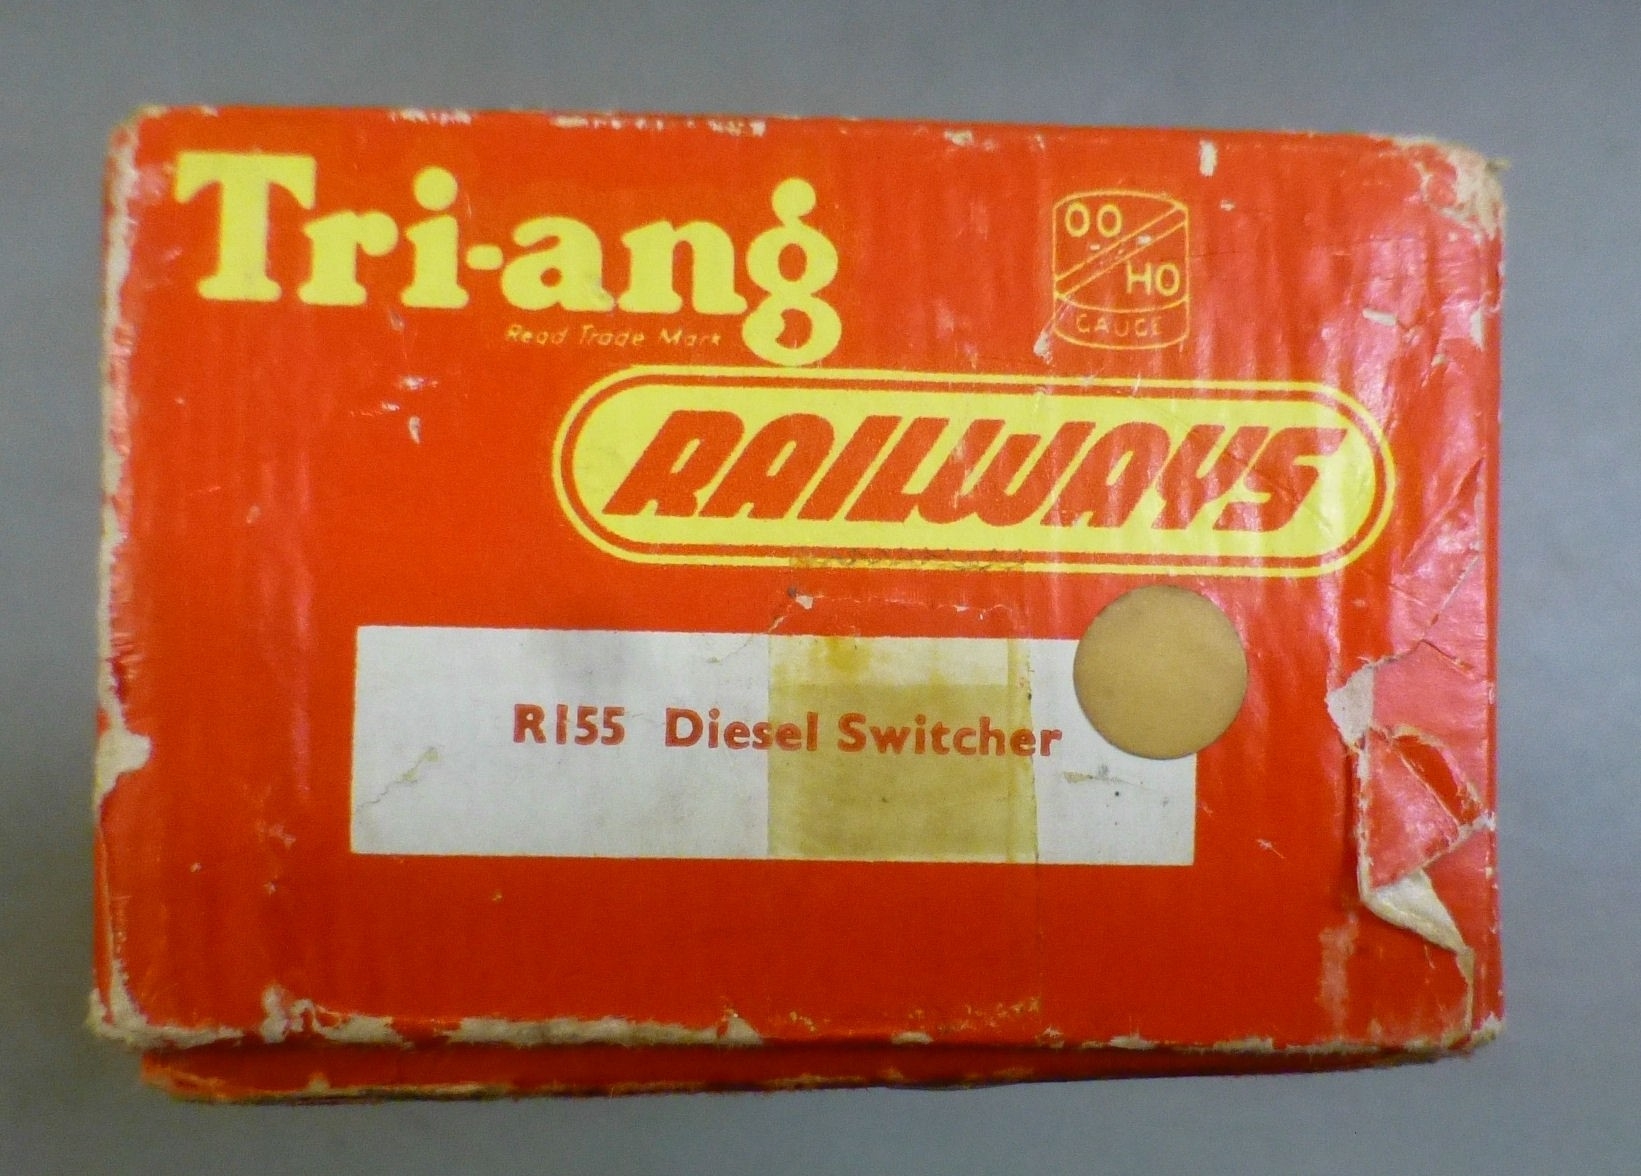 Tri-ang
Regd Trade Mark
OO
HO
GAUGE
RAILWAYS
R155 Diesel Switcher